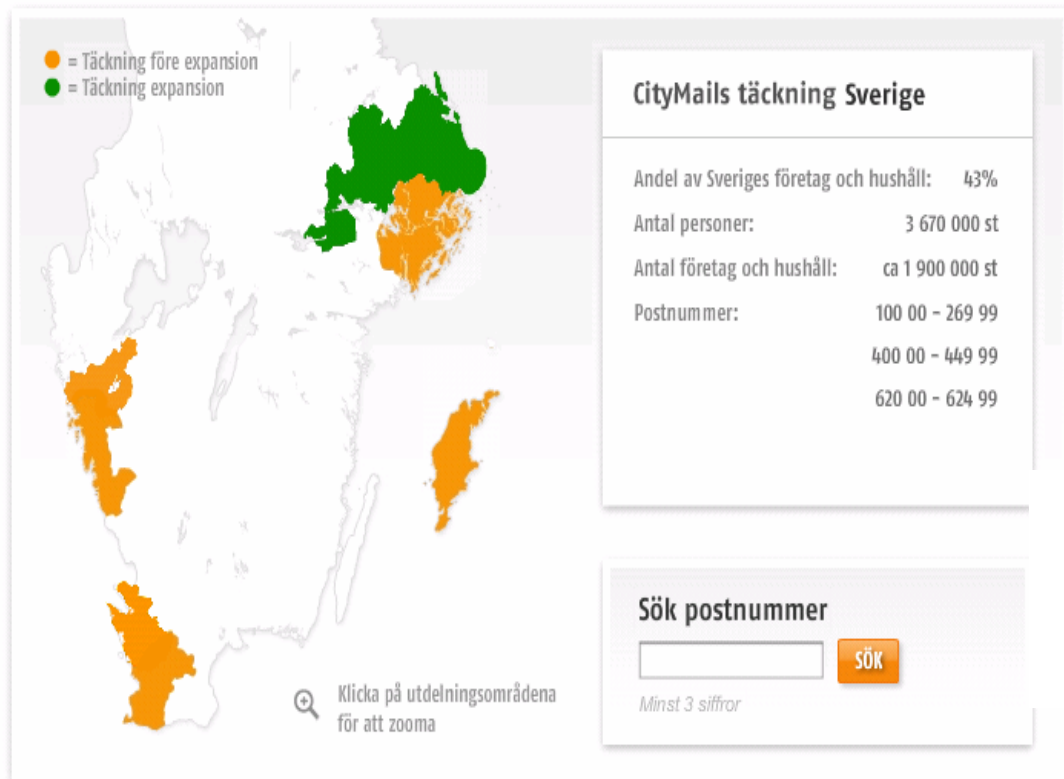 = Täckning före expansion
= Täckning expansion
CityMails täckning Sverige
Andel av Sveriges företag och hushåll: 43%
Antal personer: 3 670 000 st
Antal företag och hushåll: ca 1 900 000 st
Postnummer: 100 00 – 269 99
400 00 – 449 99
620 00 – 624 99
Sök postnummer
SÖK
Minst 3 siffror
Klicka på utdelningsområdena
för att zooma